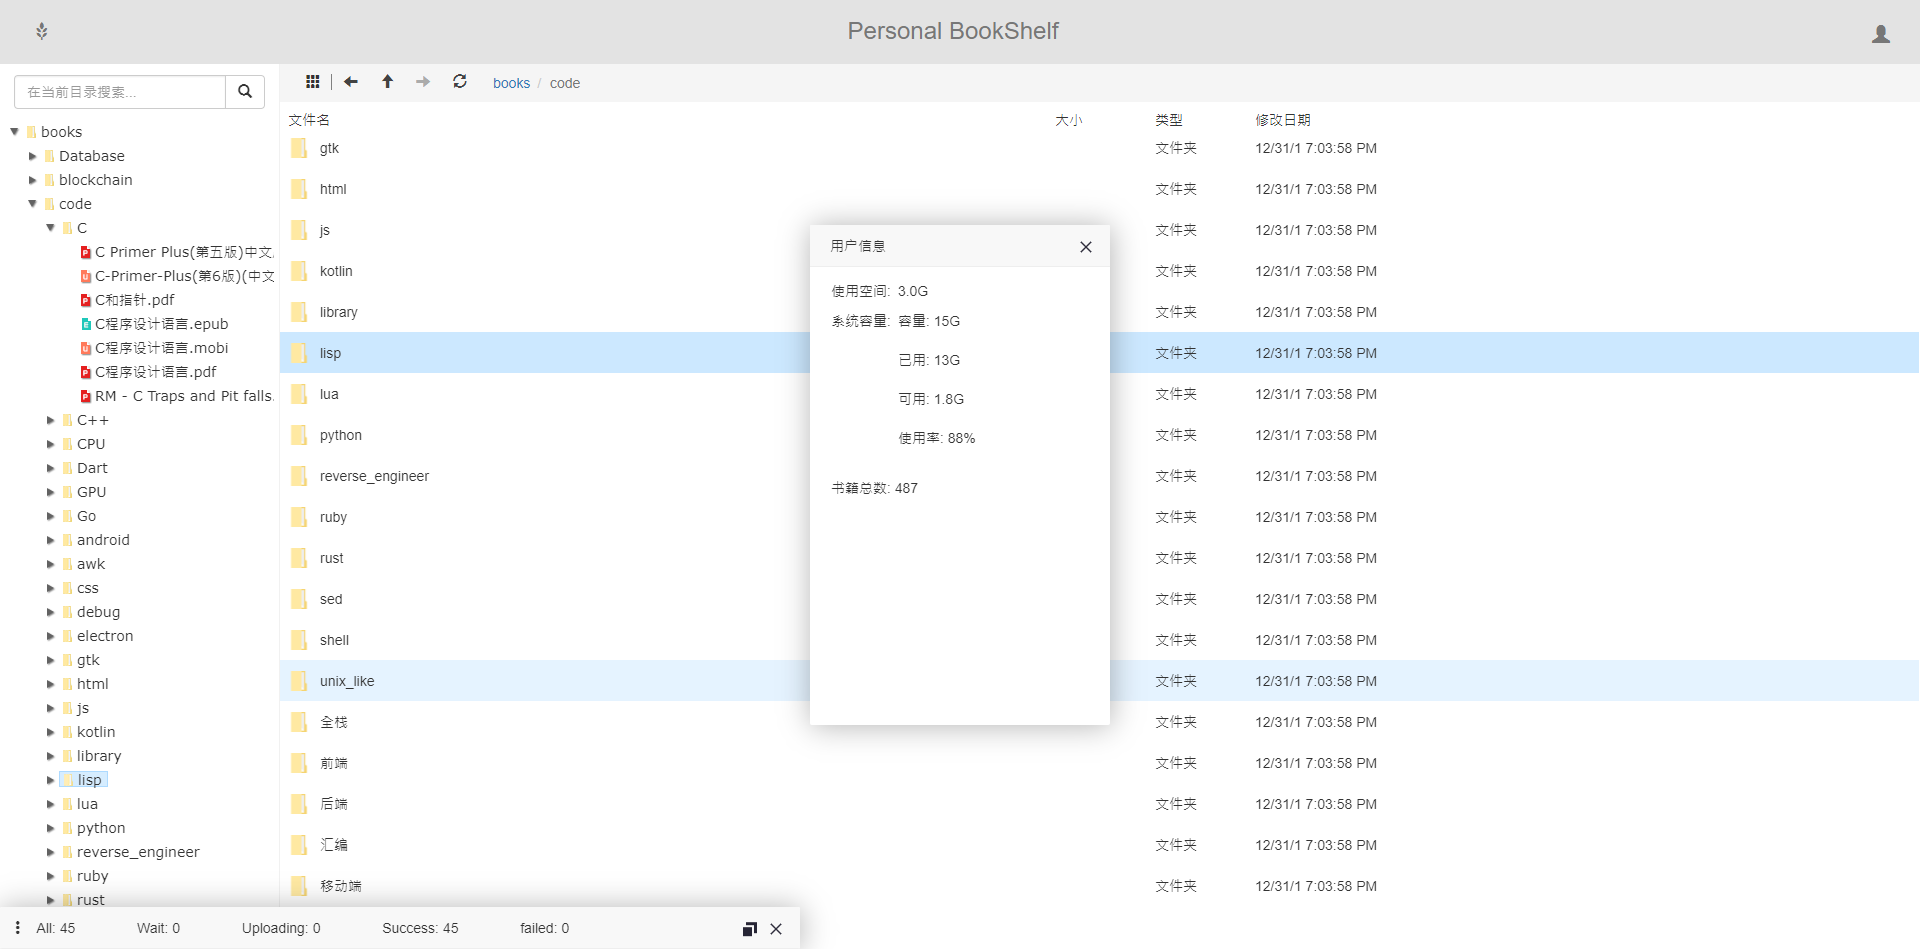 Personal BookShelf
在当前目录搜索...
books / code
books
Database
blockchain
code
C
C Primer Plus(第五版)中文
C-Primer-Plus(第6版)(中文
C和指针.pdf
C程序设计语言.epub
C程序设计语言.mobi
C程序设计语言.pdf
RM - C Traps and Pit falls.
C++
CPU
Dart
GPU
Go
android
awk
css
debug
electron
gtk
html
js
kotlin
library
lisp
lua
python
reverse_engineer
ruby
rust
文件名 大小 类型 修改日期
gtk 文件夹 12/31/1 7:03:58 PM
html 文件夹 12/31/1 7:03:58 PM
js 文件夹 12/31/1 7:03:58 PM
kotlin 文件夹 12/31/1 7:03:58 PM
library 文件夹 12/31/1 7:03:58 PM
lisp 文件夹 12/31/1 7:03:58 PM
lua 文件夹 12/31/1 7:03:58 PM
python 文件夹 12/31/1 7:03:58 PM
reverse_engineer 文件夹 12/31/1 7:03:58 PM
ruby 文件夹 12/31/1 7:03:58 PM
rust 文件夹 12/31/1 7:03:58 PM
sed 文件夹 12/31/1 7:03:58 PM
shell 文件夹 12/31/1 7:03:58 PM
unix_like 文件夹 12/31/1 7:03:58 PM
全栈 文件夹 12/31/1 7:03:58 PM
前端 文件夹 12/31/1 7:03:58 PM
后端 文件夹 12/31/1 7:03:58 PM
汇编 文件夹 12/31/1 7:03:58 PM
移动端 文件夹 12/31/1 7:03:58 PM
用户信息
使用空间: 3.0G
系统容量: 容量: 15G
已用: 13G
可用: 1.8G
使用率: 88%
书籍总数: 487
All: 45 Wait: 0 Uploading: 0 Success: 45 failed: 0